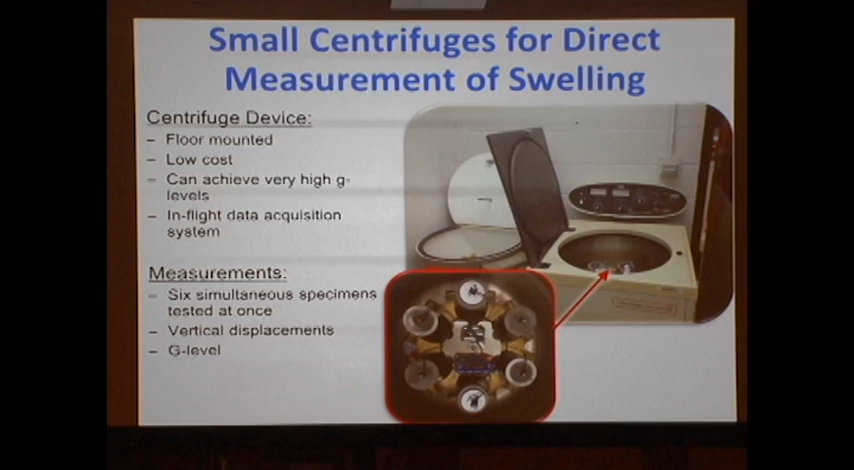 Small Centrifuges for Direct
Measurement of Swelling
Centrifuge Device:
– Floor mounted
– Low cost
– Can achieve very high g-
levels
– In-flight data acquisition
system
Measurements:
– Six simultaneous specimens
tested at once
– Vertical displacements
– G-level